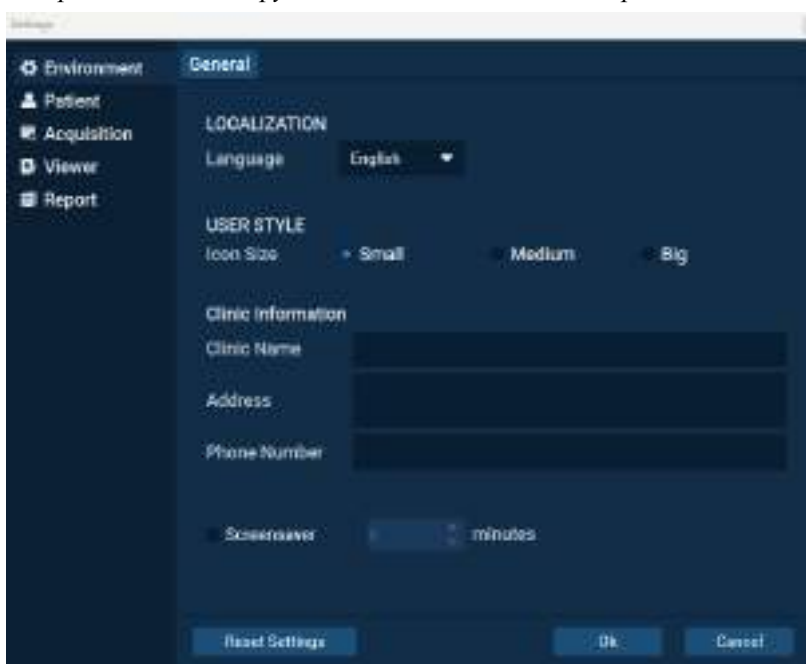 Settings
Environment
Patient
Acquisition
Viewer
Report
General
LOCALIZATION
Language English
USER STYLE
Icon Size Small Medium Big
Clinic Information
Clinic Name
Address
Phone Number
Screensaver minutes
Reset Settings Ok Cancel